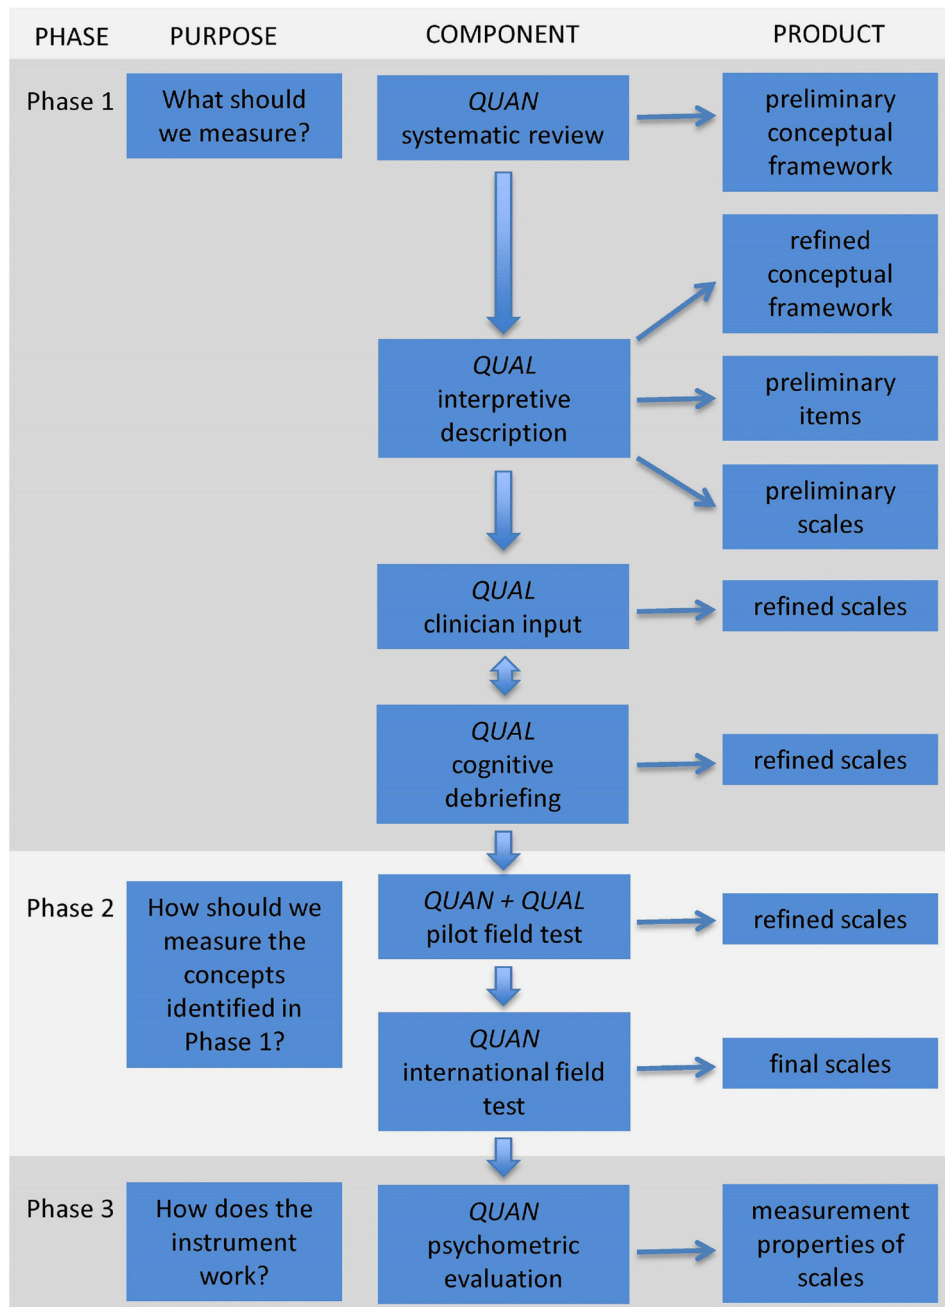 PHASE PURPOSE COMPONENT PRODUCT
Phase 1
What should
we measure?
QUAN
systematic review
preliminary
conceptual
framework
refined
conceptual
framework
QUAL
interpretive
description
preliminary
items
preliminary
scales
QUAL
clinician input
refined scales
QUAL
cognitive
debriefing
refined scales
Phase 2
How should we
measure the
concepts
identified in
Phase 1?
QUAN + QUAL
pilot field test
refined scales
QUAN
international field
test
final scales
Phase 3
How does the
instrument
work?
QUAN
psychometric
evaluation
measurement
properties of
scales